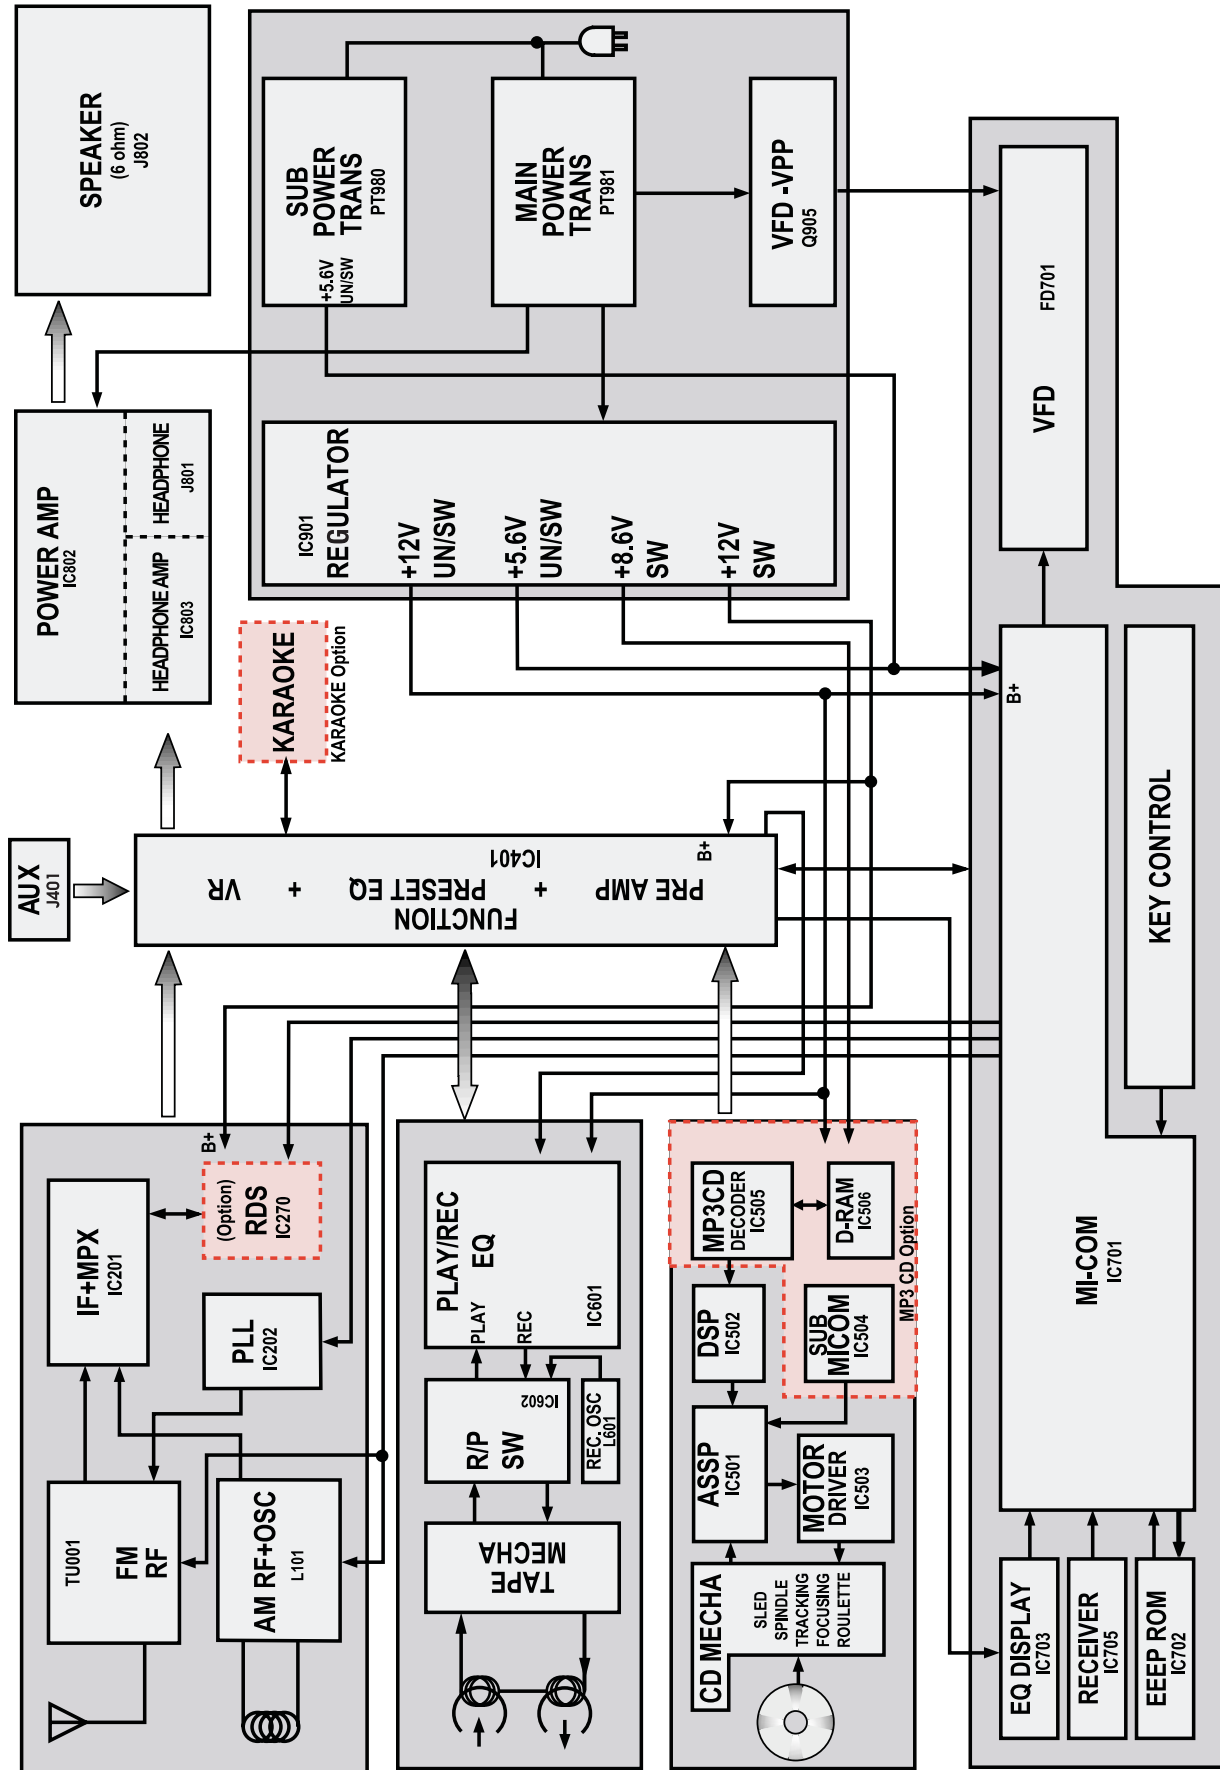 SPEAKER
(6 ohm)
J802
POWER AMP
IC802
HEADPHONE AMP
IC803
HEADPHONE
J801
SUB
POWER
TRANS
PT980
+5.6V
UN/SW
MAIN
POWER
TRANS
PT981
VFD -VPP
Q905
IC901
REGULATOR
+12V
UN/SW
+5.6V
UN/SW
+8.6V
SW
+12V
SW
KARAOKE
KARAOKE Option
AUX
J401
VR
+
PRESET EQ
+
PRE AMP
IC401
FUNCTION
B+
VFD
FD701
B+
MI-COM
IC701
KEY CONTROL
EQ DISPLAY
IC703
RECEIVER
IC705
EEEP ROM
IC702
IF+MPX
IC201
B+
(Option)
RDS
IC270
PLL
IC202
TU001
FM
RF
AM RF+OSC
L101
PLAY/REC
EQ
PLAY
REC
IC601
R/P
SW
IC602
REC. OSC
L601
TAPE
MECHA
MP3CD
DECODER
IC505
D-RAM
IC506
MP3 CD Option
DSP
IC502
SUB
MICOM
IC504
ASSP
IC501
MOTOR
DRIVER
IC503
CD MECHA
SLED
SPINDLE
TRACKING
FOCUSING
ROULETTE